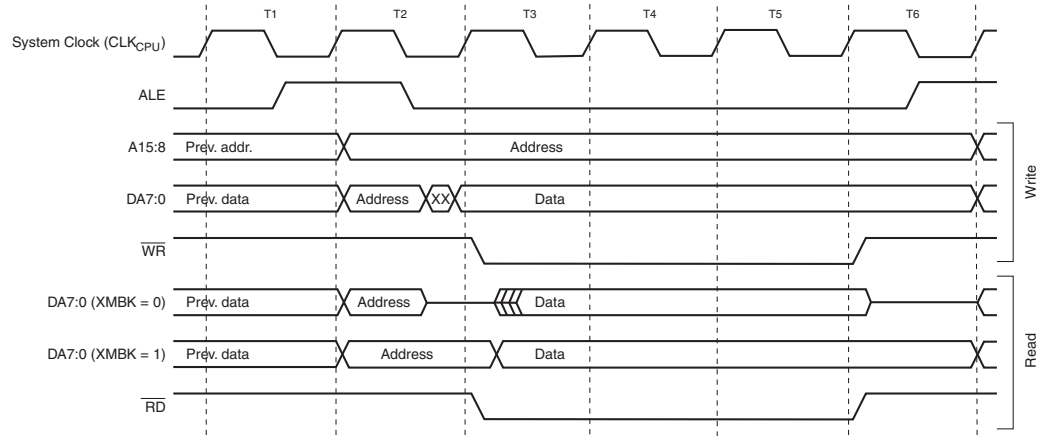 T1 T2 T3 T4 T5 T6
System Clock (CLKCPU)
ALE
A15:8 Prev. addr. Address
DA7:0 Prev. data Address XX Data
WR
Write
DA7:0 (XMBK = 0) Prev. data Address Data
DA7:0 (XMBK = 1) Prev. data Address Data
RD
Read